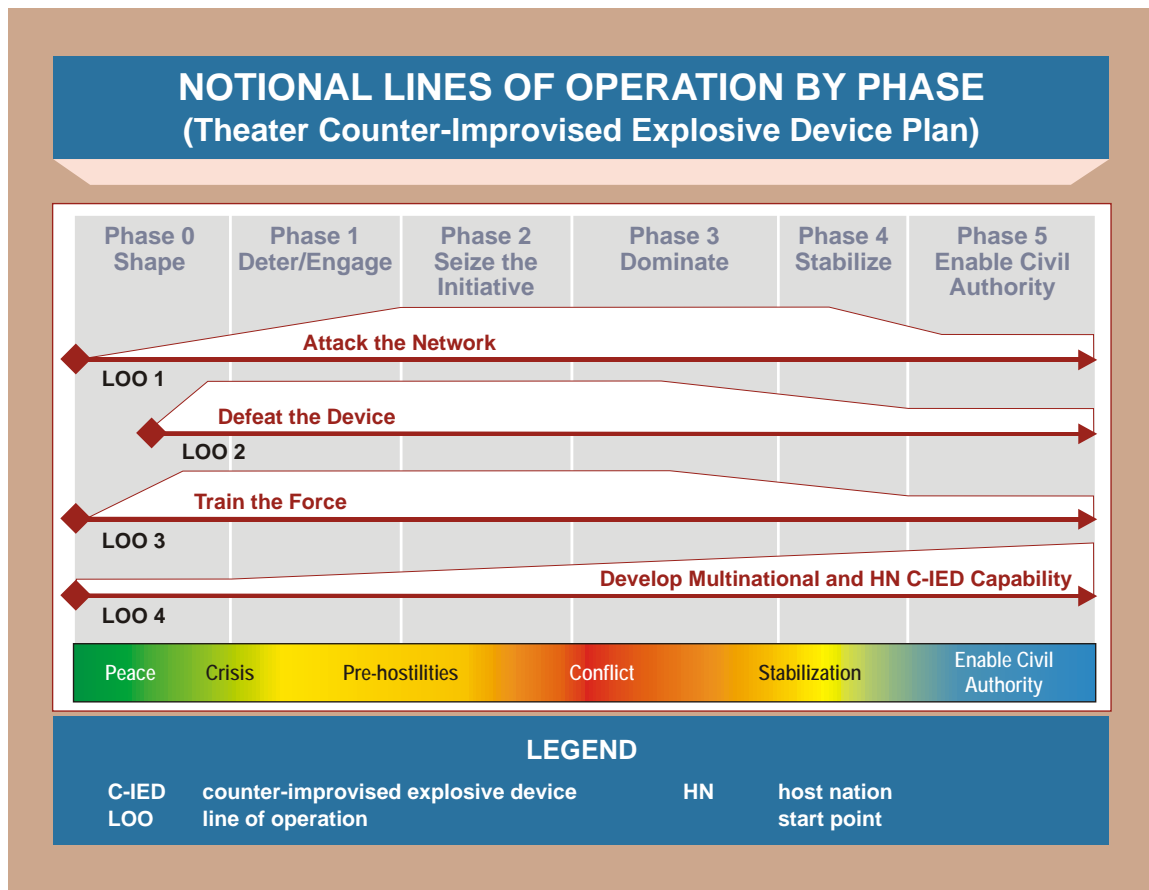 NOTIONAL LINES OF OPERATION BY PHASE
(Theater Counter-Improvised Explosive Device Plan)
Phase 0
Shape
Phase 1
Deter/Engage
Phase 2
Seize the
Initiative
Phase 3
Dominate
Phase 4
Stabilize
Phase 5
Enable Civil
Authority
Attack the Network
LOO 1
Defeat the Device
LOO 2
Train the Force
LOO 3
Develop Multinational and HN C-IED Capability
LOO 4
Peace
Crisis
Pre-hostilities
Conflict
Stabilization
Enable Civil
Authority
LEGEND
C-IED counter-improvised explosive device
LOO line of operation
HN host nation
start point